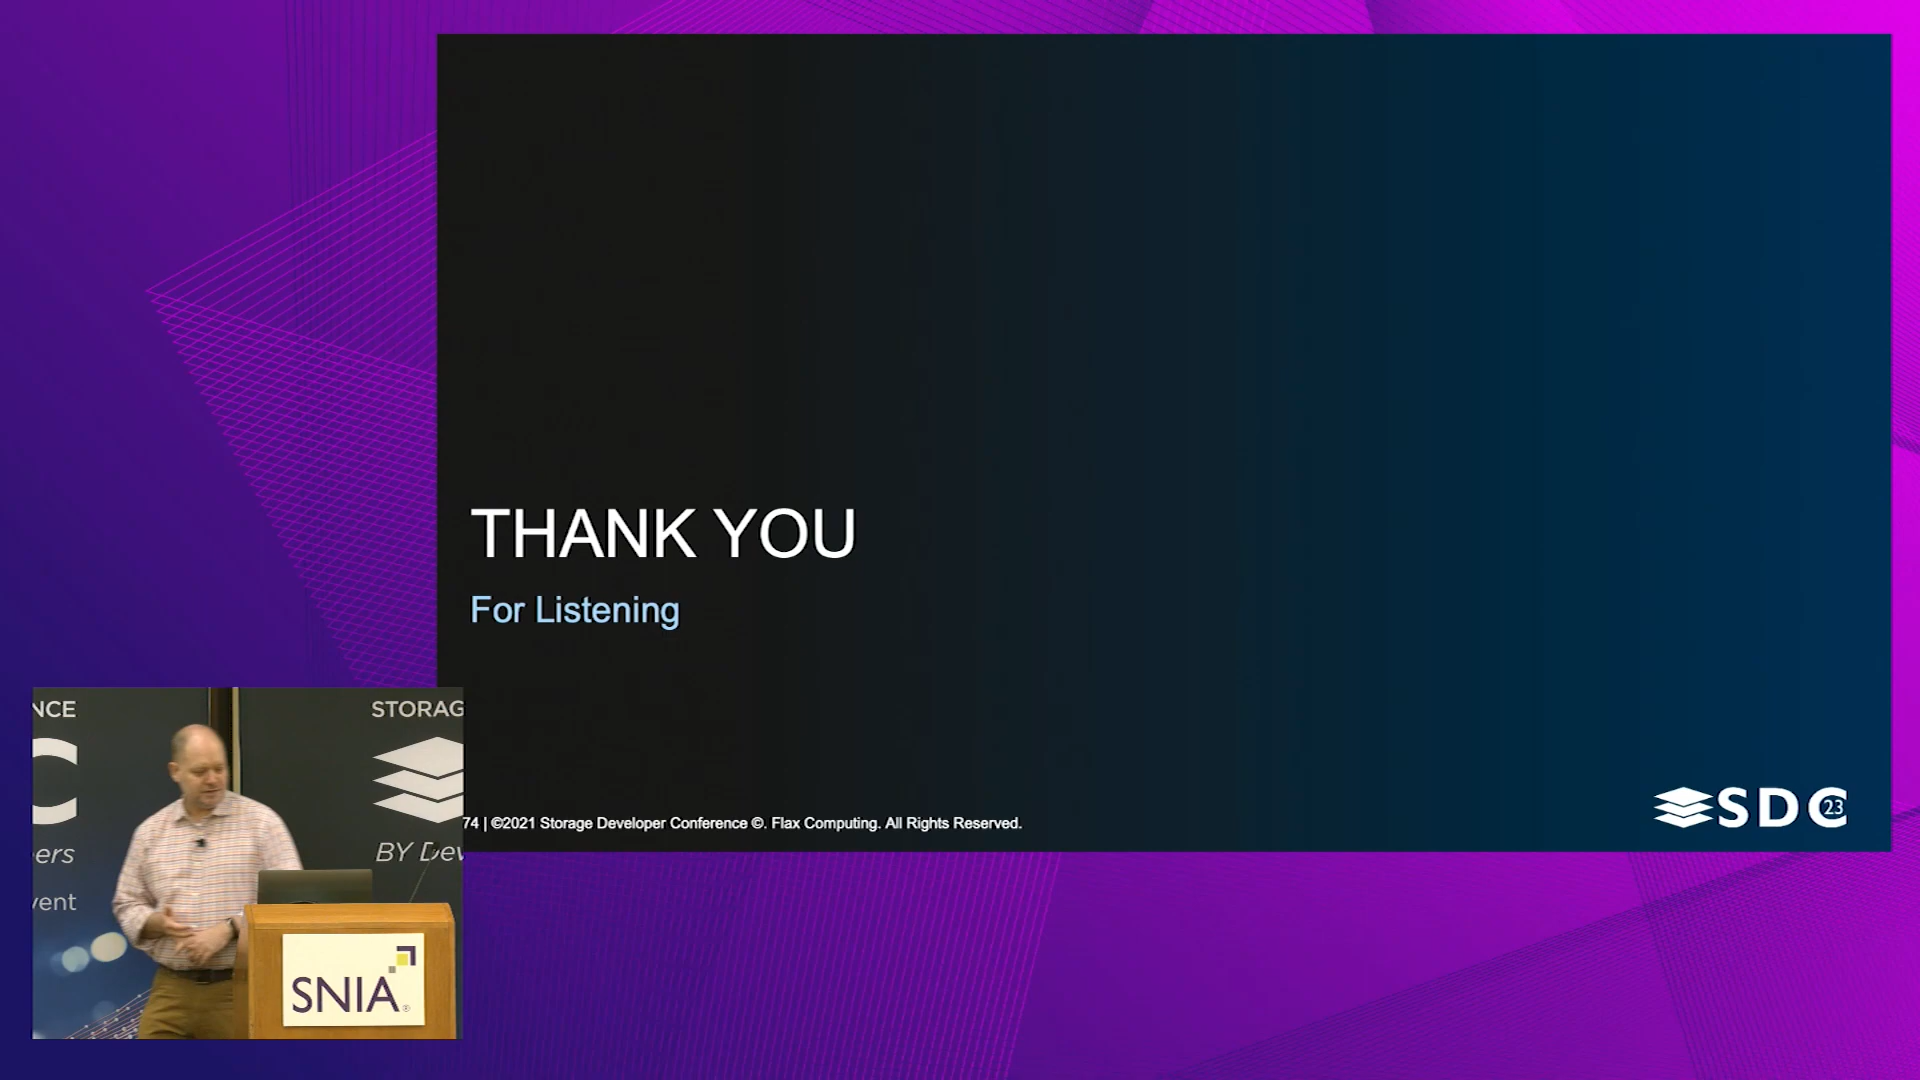 THANK YOU
For Listening
74 | ©2021 Storage Developer Conference ©. Flax Computing. All Rights Reserved.
SDC 23
NCE
C
ers
vent
STORAG
BY Dev
SNIA®